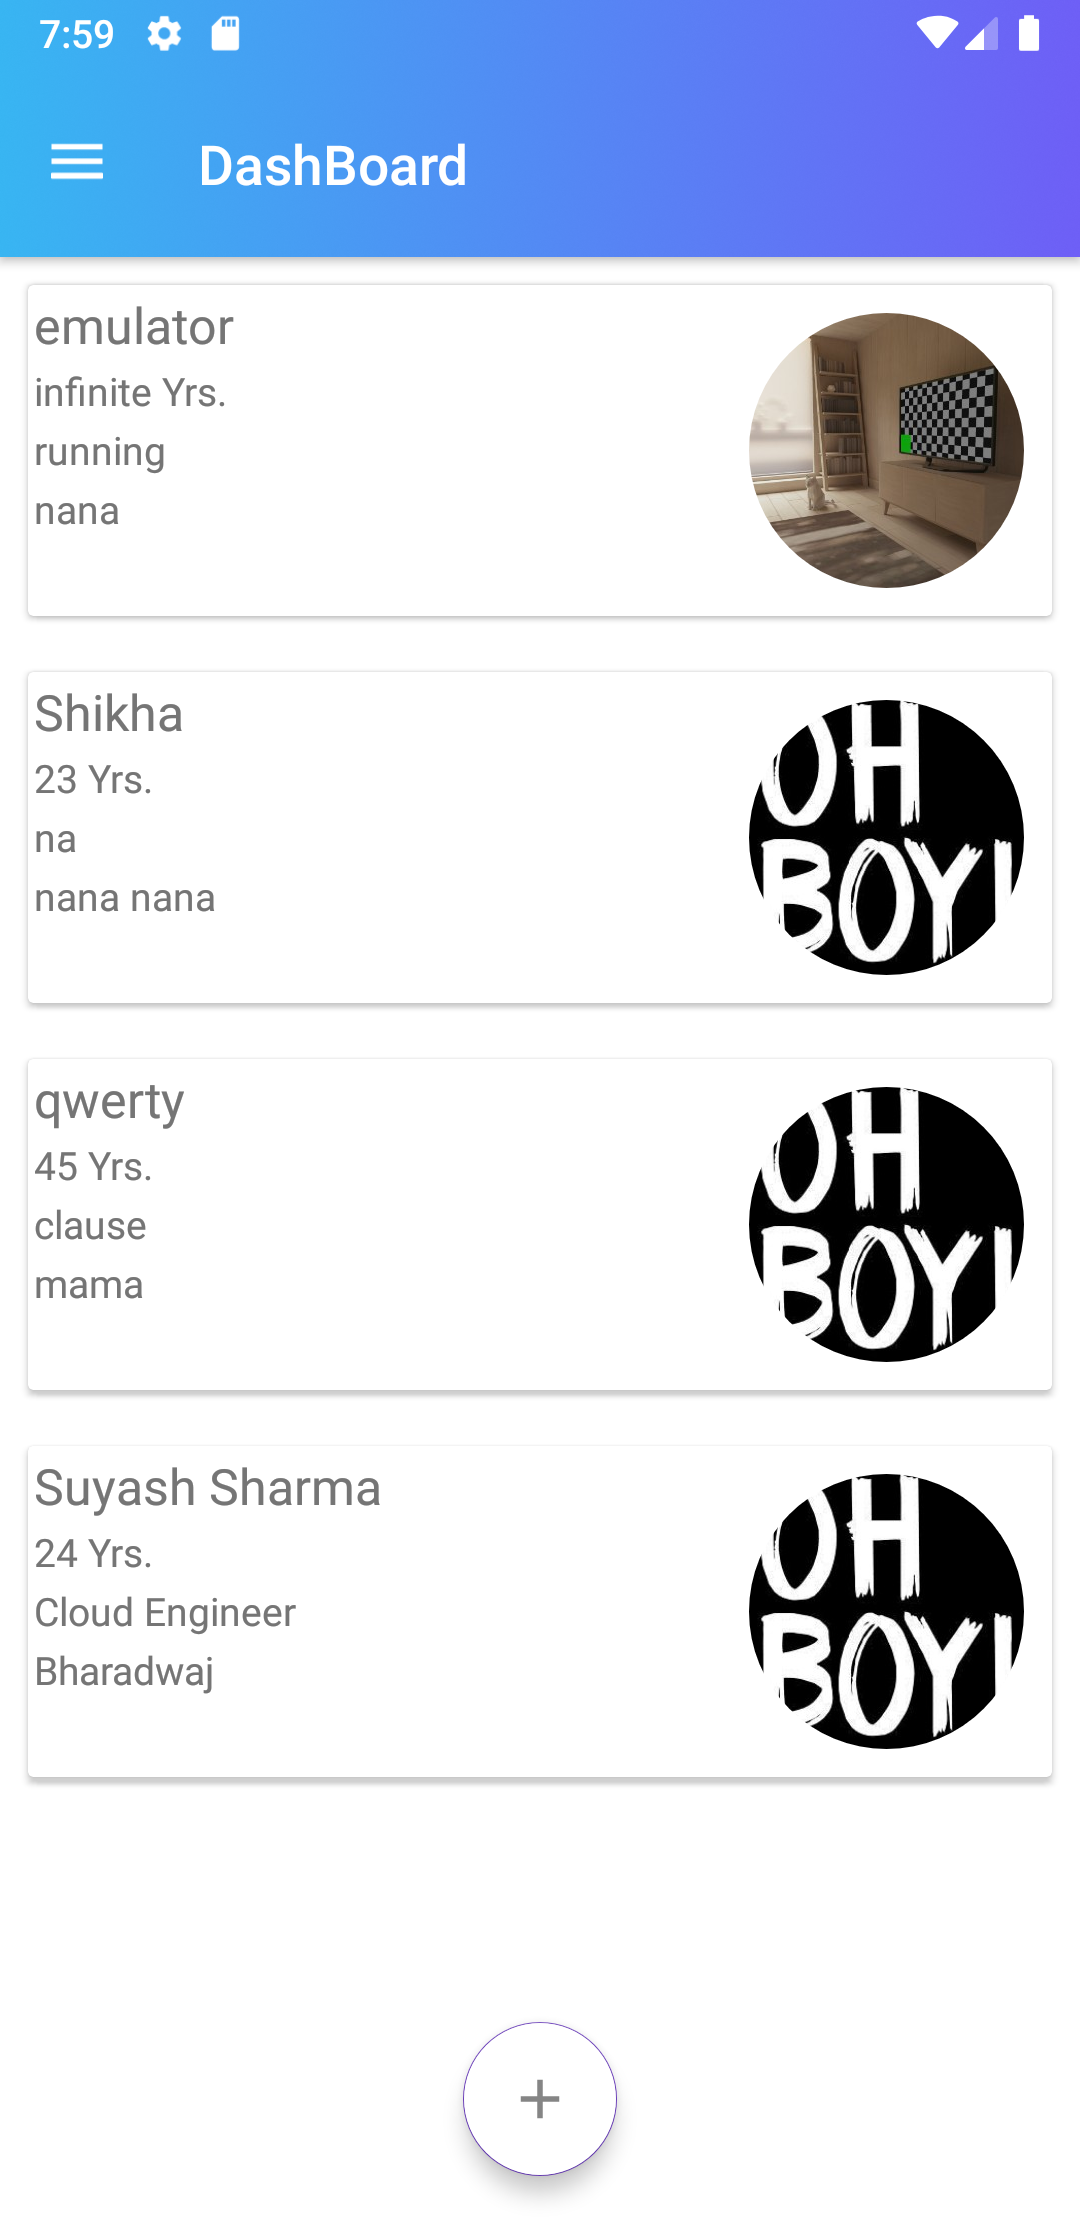 7:59
DashBoard
emulator
infinite Yrs.
running
nana
Shikha
23 Yrs.
na
nana nana
OH
BOY!
qwerty
45 Yrs.
clause
mama
OH
BOY!
Suyash Sharma
24 Yrs.
Cloud Engineer
Bharadwaj
OH
BOY!